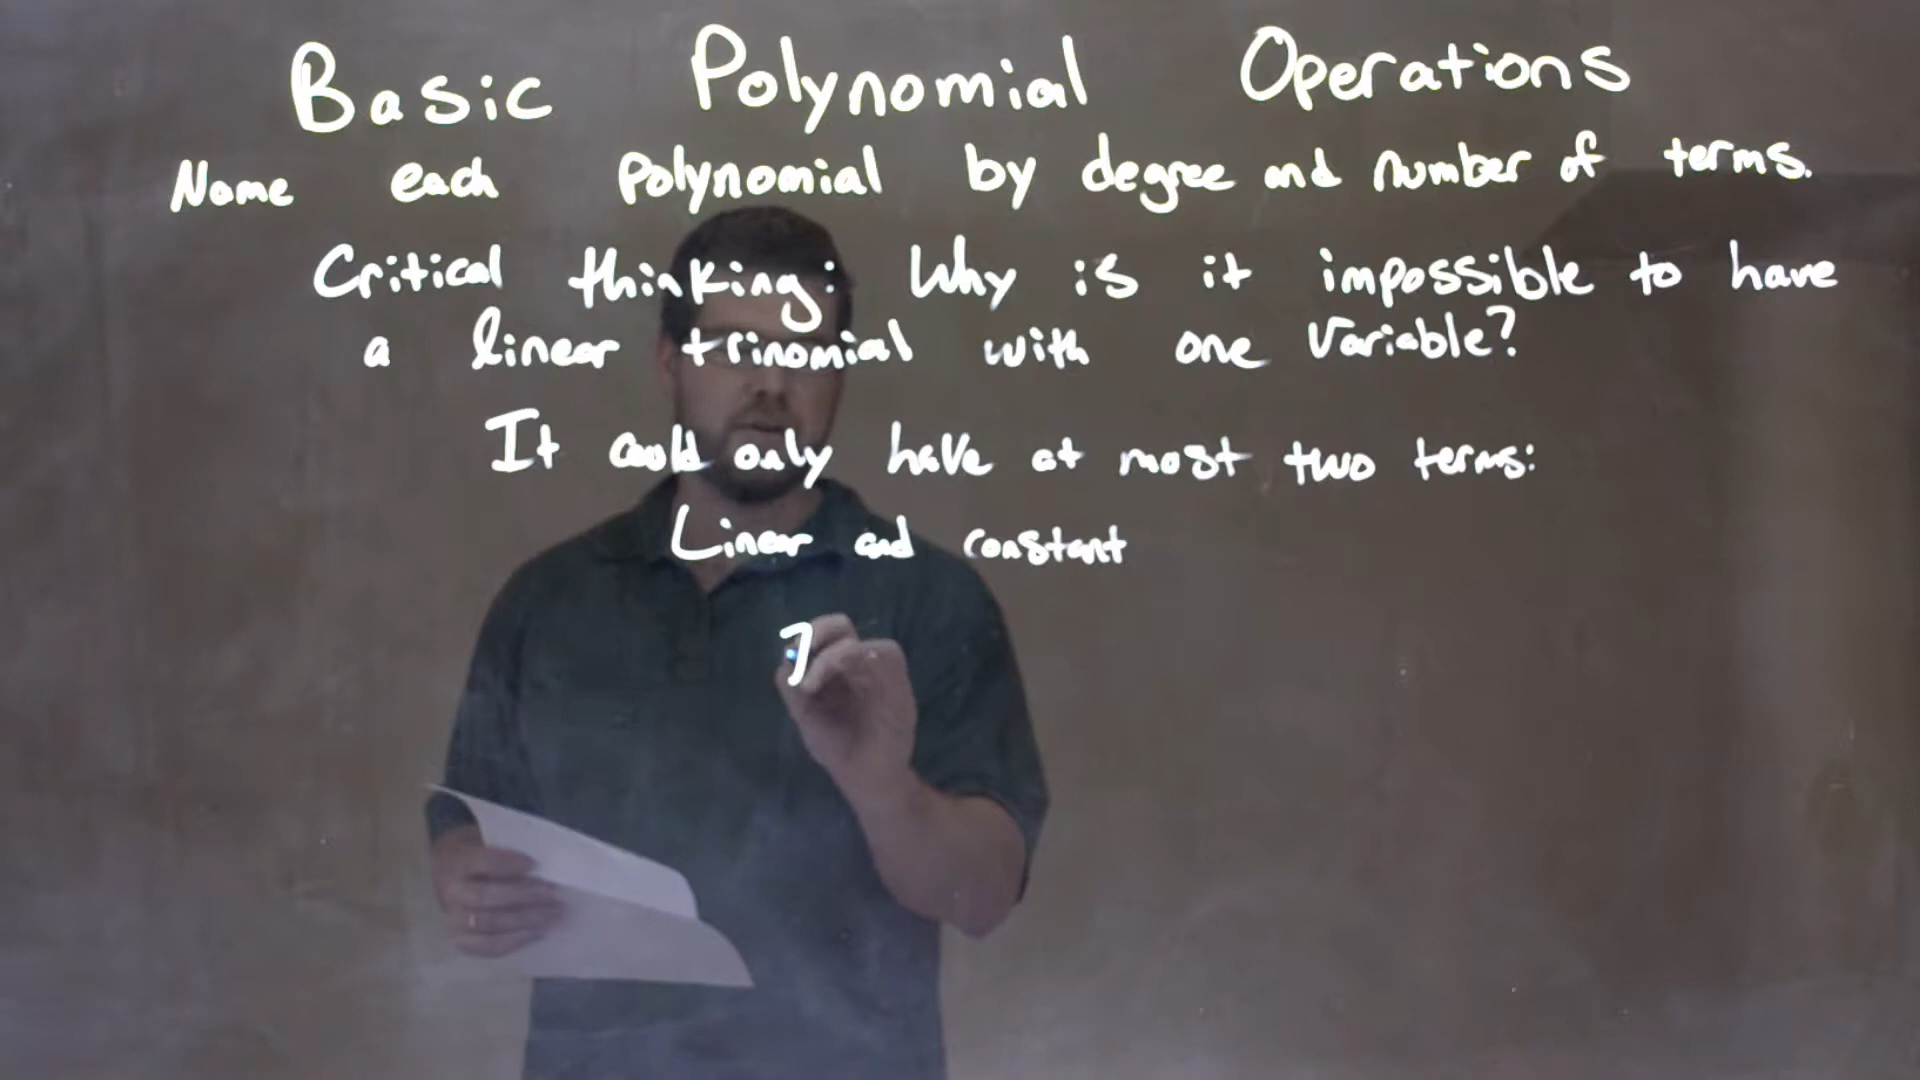 Basic Polynomial Operations
Name each polynomial by degree and number of terms.
Critical thinking: Why is it impossible to have
a linear trinomial with one variable?
It could only have at most two terms:
Linear and constant
7